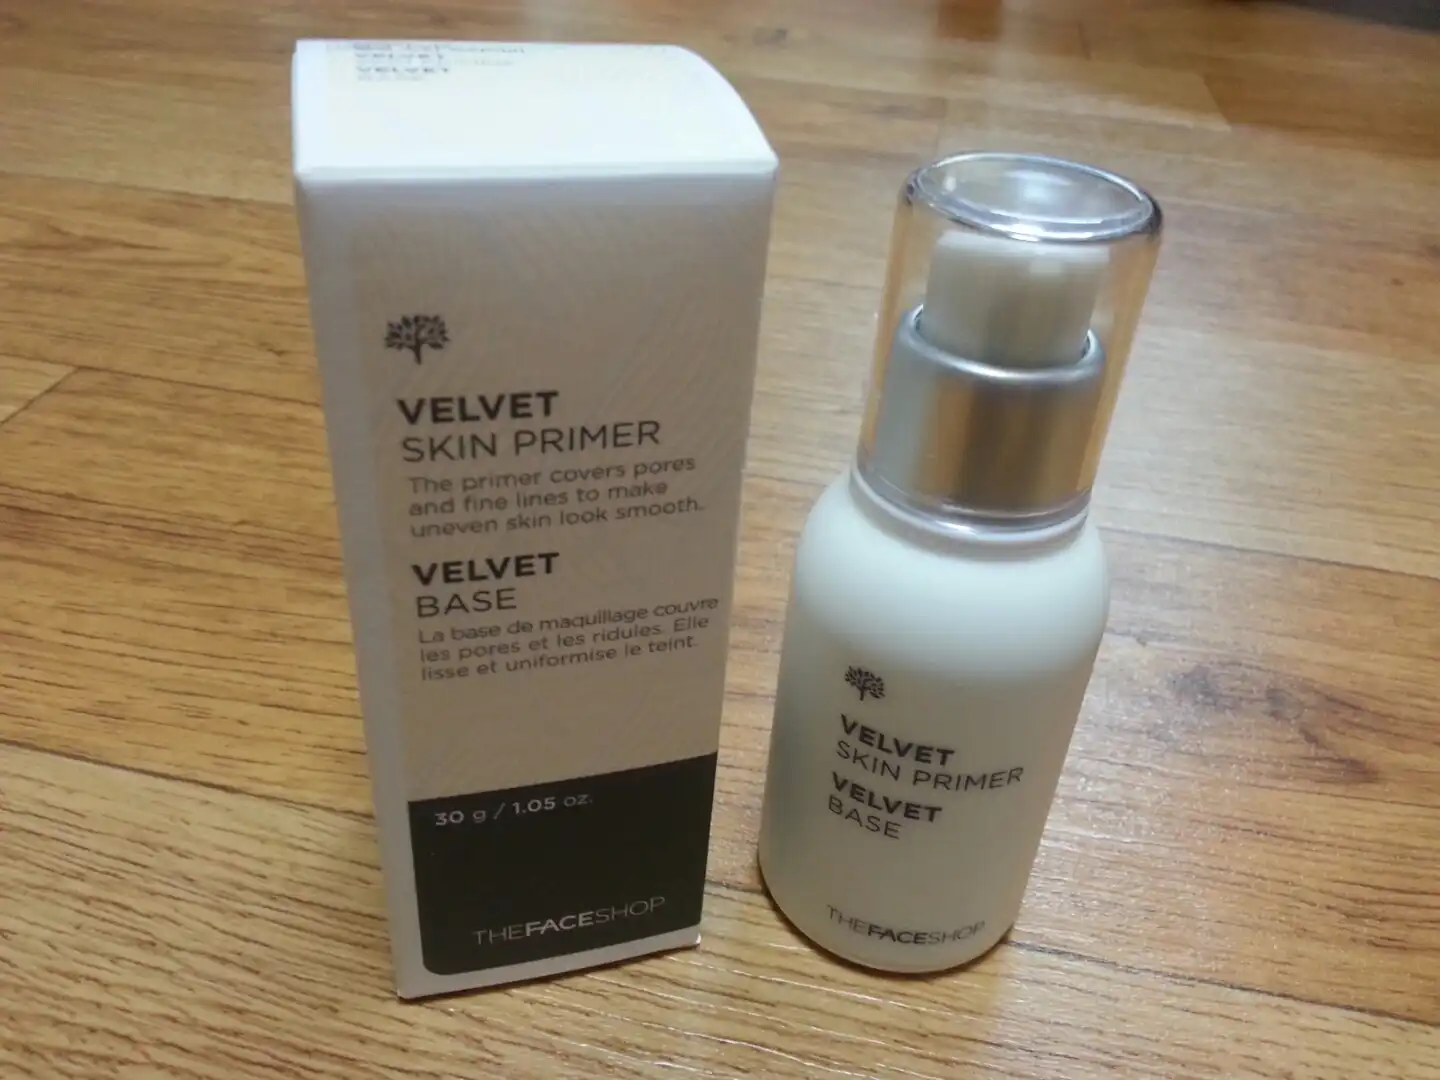 VELVET
VELVET
BASE
VELVET
SKIN PRIMER
The primer covers pores
and fine lines to make
uneven skin look smooth.
VELVET
BASE
La base de maquillage couvre
les pores et les ridules. Elle
lisse et uniformise le teint.
30 g / 1.05 oz.
THEFACESHOP
VELVET
SKIN PRIMER
VELVET
BASE
THEFACESHOP